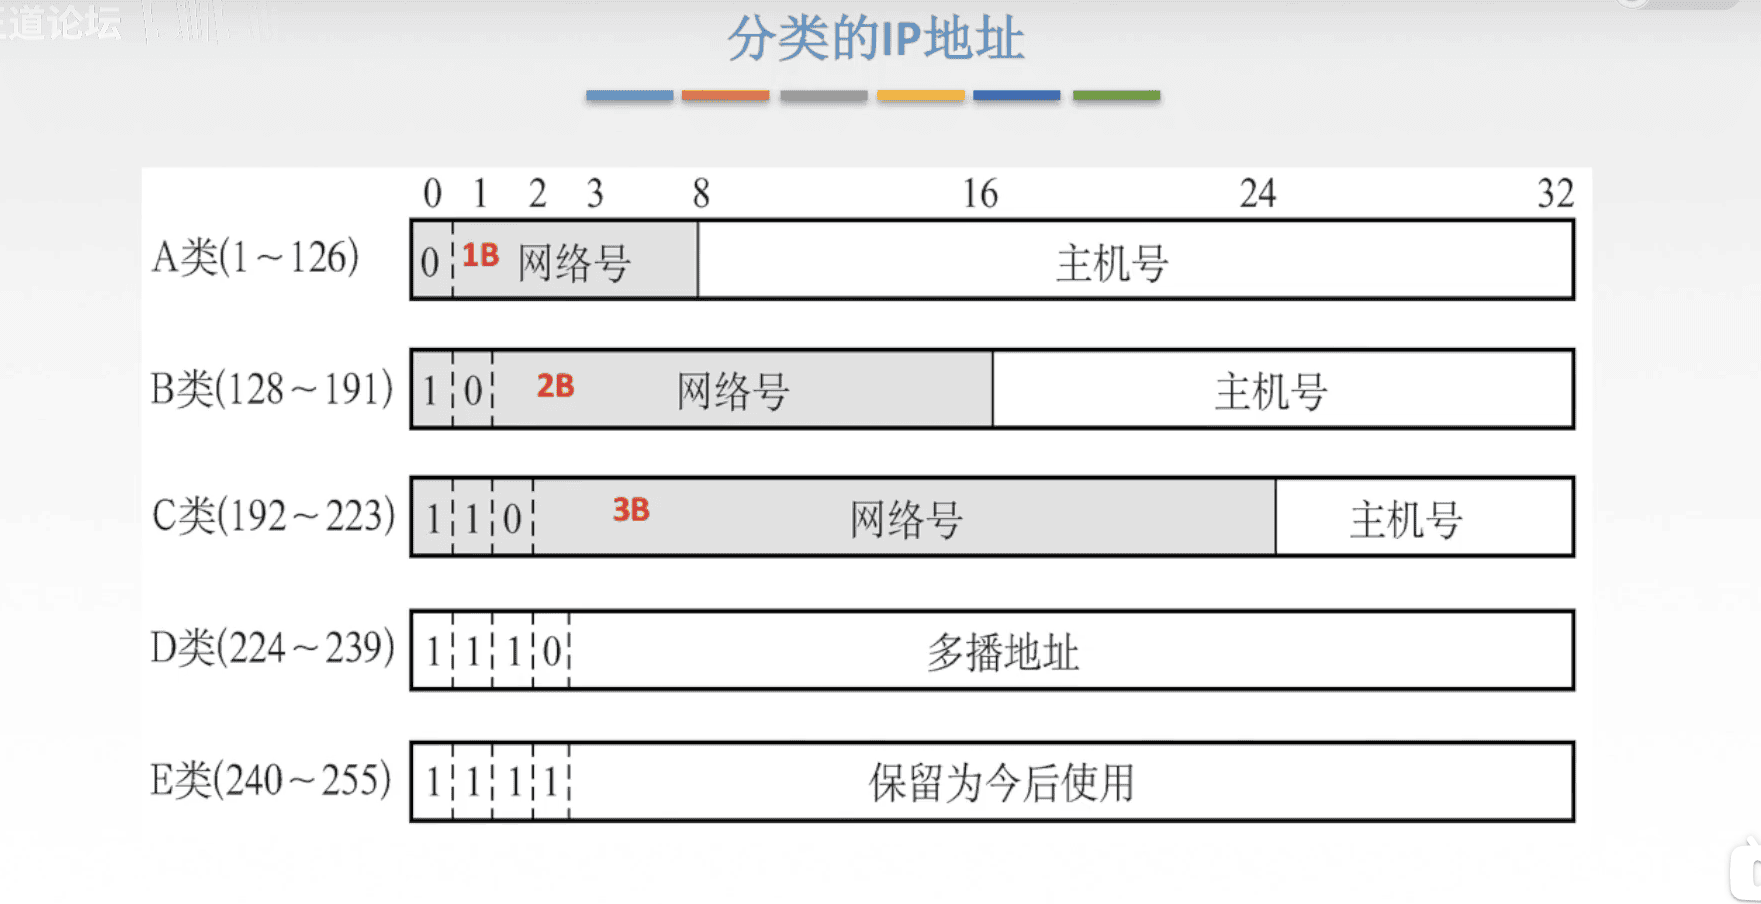 王道论坛
分类的IP地址
0 1 2 3 8 16 24 32
A类(1～126) 0 1B 网络号 主机号
B类(128～191) 1 0 2B 网络号 主机号
C类(192～223) 1 1 0 3B 网络号 主机号
D类(224～239) 1 1 1 0 多播地址
E类(240～255) 1 1 1 1 保留为今后使用